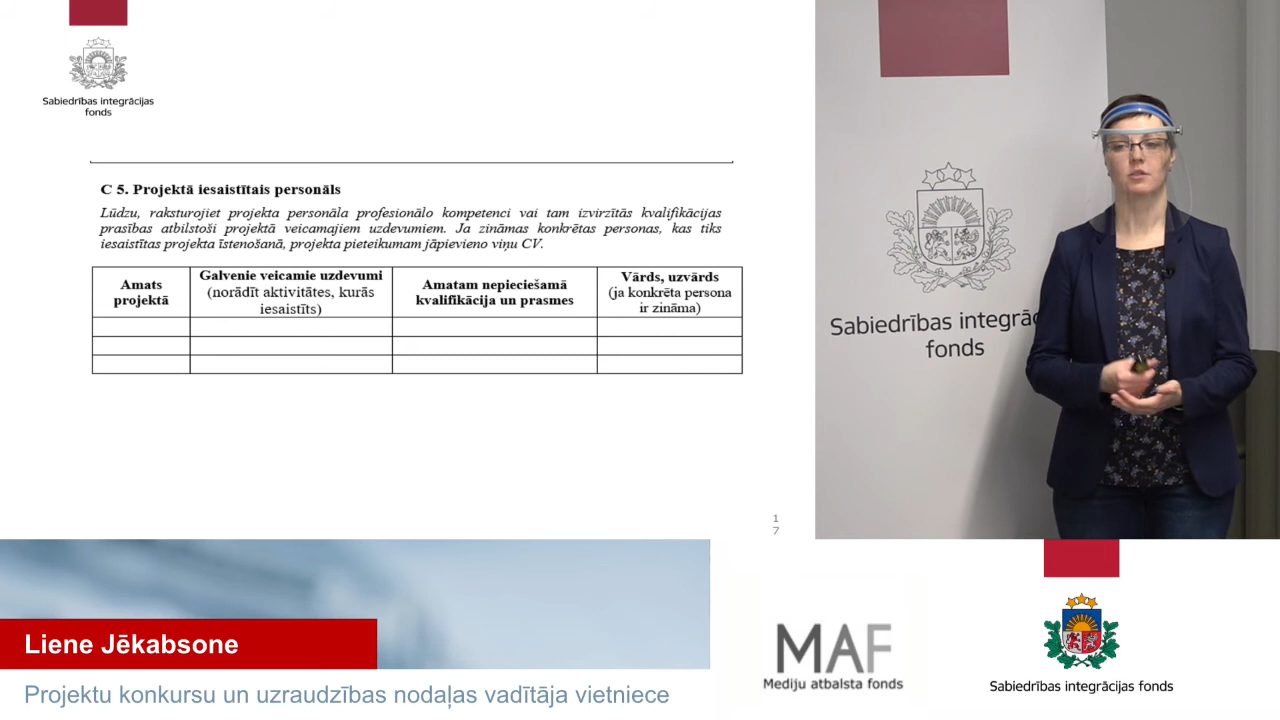 Sabiedrības integrācijas
fonds
C 5. Projektā iesaistītais personāls
Lūdzu, raksturojiet projekta personāla profesionālo kompetenci vai tam izvirzītās kvalifikācijas
prasības atbilstoši projektā veicamajiem uzdevumiem. Ja zināmas konkrētas personas, kas tiks
iesaistītas projekta īstenošanā, projekta pieteikumam jāpievieno viņu CV.
Amats
projektā
Galvenie veicamie uzdevumi
(norādīt aktivitātes, kurās
iesaistīts)
Amatam nepieciešamā
kvalifikācija un prasmes
Vārds, uzvārds
(ja konkrēta persona
ir zināma)
1
7
Sabiedrības integrāc
fonds
Liene Jēkabsone
Projektu konkursu un uzraudzības nodaļas vadītāja vietniece
MAF
Mediju atbalsta fonds
Sabiedrības integrācijas fonds